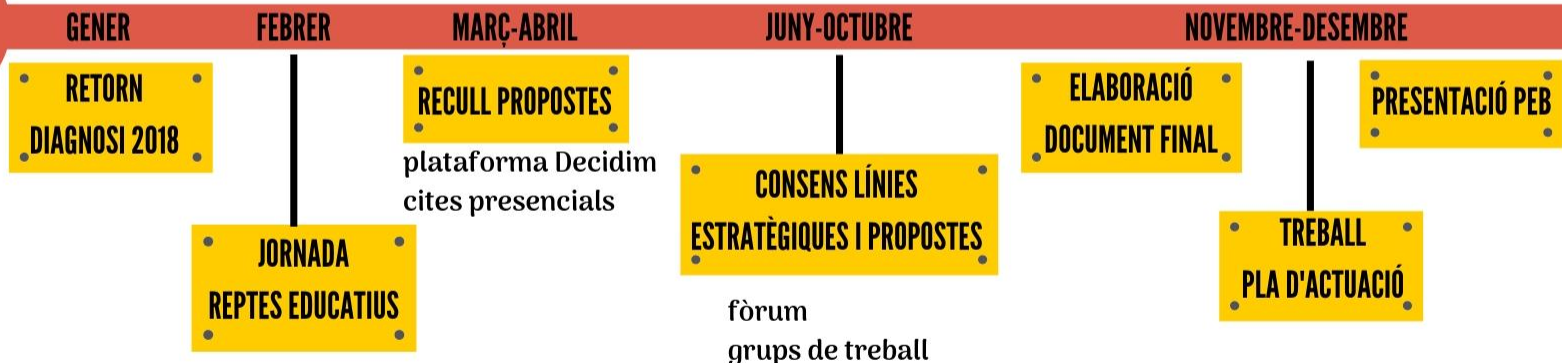 GENER
FEBRER
MARÇ-ABRIL
JUNY-OCTUBRE
NOVEMBRE-DESEMBRE
RETORN
DIAGNOSI 2018
JORNADA
REPTES EDUCATIUS
RECULL PROPOSTES
plataforma Decidim
cites presencials
CONSENS LÍNIES
ESTRATÈGIQUES I PROPOSTES
fòrum
grups de treball
ELABORACIÓ
DOCUMENT FINAL
TREBALL
PLA D'ACTUACIÓ
PRESENTACIÓ PEB